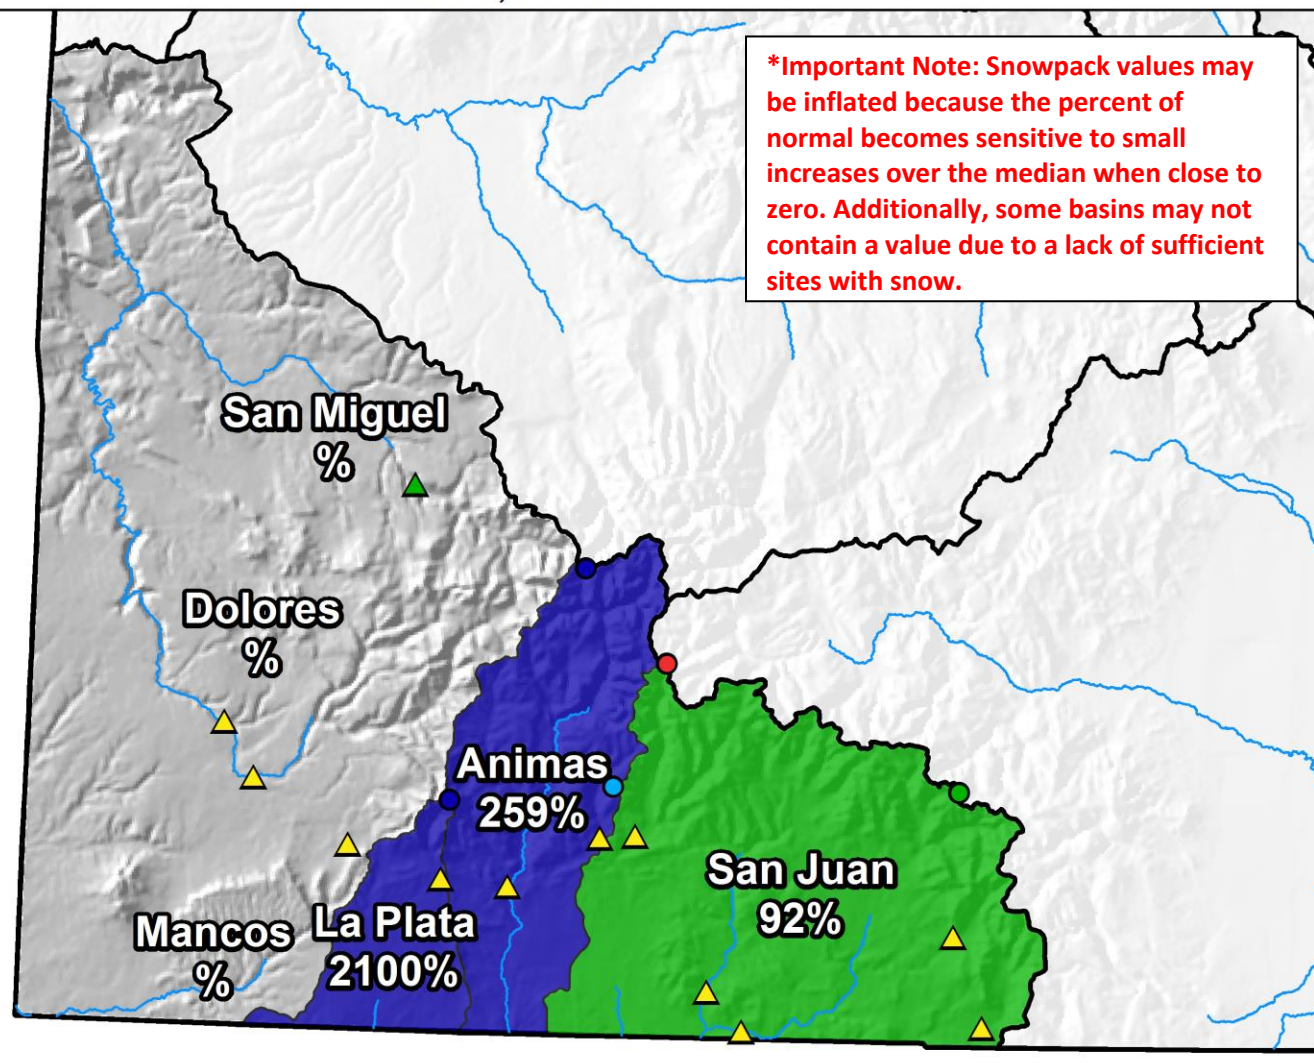 *Important Note: Snowpack values may
be inflated because the percent of
normal becomes sensitive to small
increases over the median when close to
zero. Additionally, some basins may not
contain a value due to a lack of sufficient
sites with snow.
San Miguel
%
Dolores
%
Animas
259%
San Juan
92%
Mancos
%
La Plata
2100%